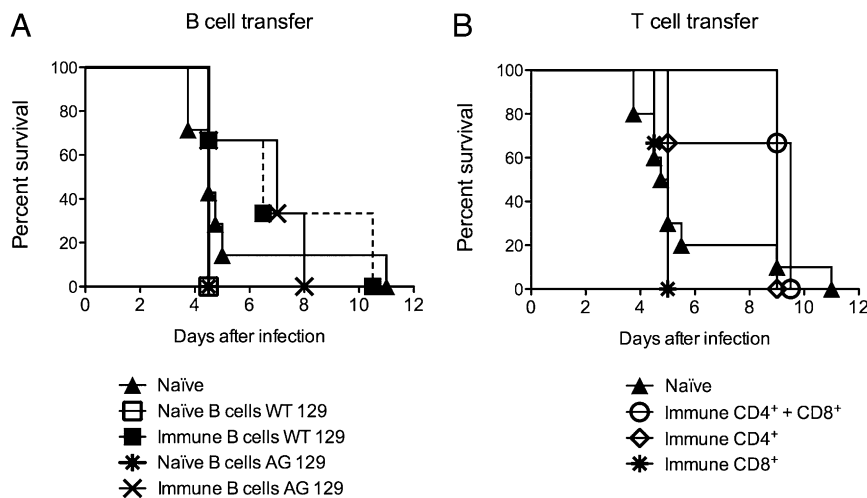 A
B cell transfer
Percent survival
100
80
60
40
20
0
0 2 4 6 8 10 12
Days after infection
Naïve
Naïve B cells WT 129
Immune B cells WT 129
Naïve B cells AG 129
Immune B cells AG 129
B
T cell transfer
Percent survival
100
80
60
40
20
0
0 2 4 6 8 10 12
Days after infection
Naïve
Immune CD4⁺ + CD8⁺
Immune CD4⁺
Immune CD8⁺